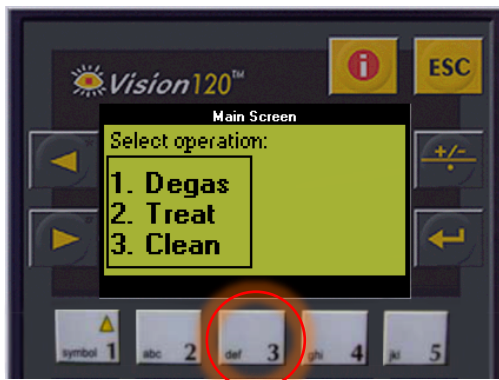 i
ESC
Vision120™
Main Screen
Select operation:
1. Degas
2. Treat
3. Clean
+/-
symbol 1
abc 2
def 3
ghi 4
jkl 5